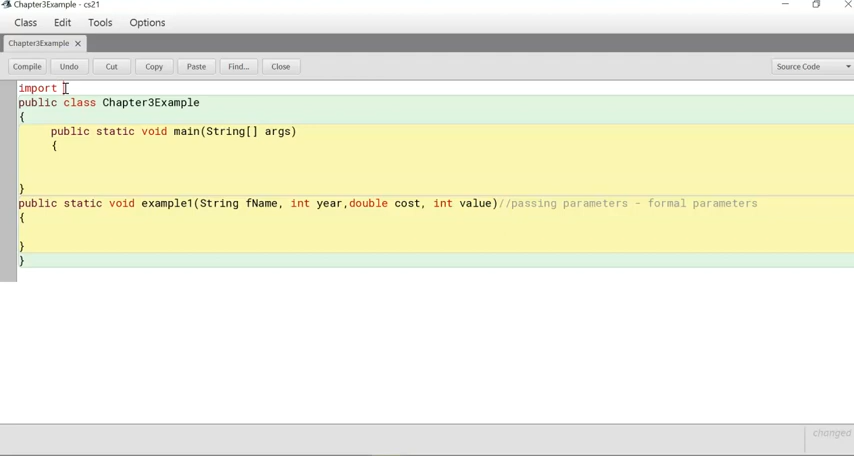 Chapter3Example - cs21
Class Edit Tools Options
Chapter3Example
Compile Undo Cut Copy Paste Find... Close Source Code
import
public class Chapter3Example
{
public static void main(String[] args)
{
}
public static void example1(String fName, int year,double cost, int value)//passing parameters - formal parameters
{
}
}
changed